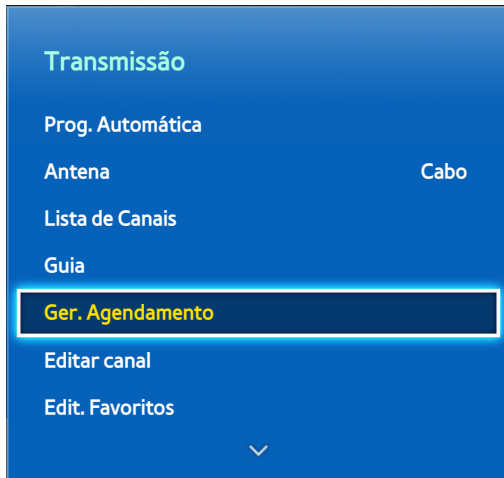 Transmissão
Prog. Automática
Antena Cabo
Lista de Canais
Guia
Ger. Agendamento
Editar canal
Edit. Favoritos